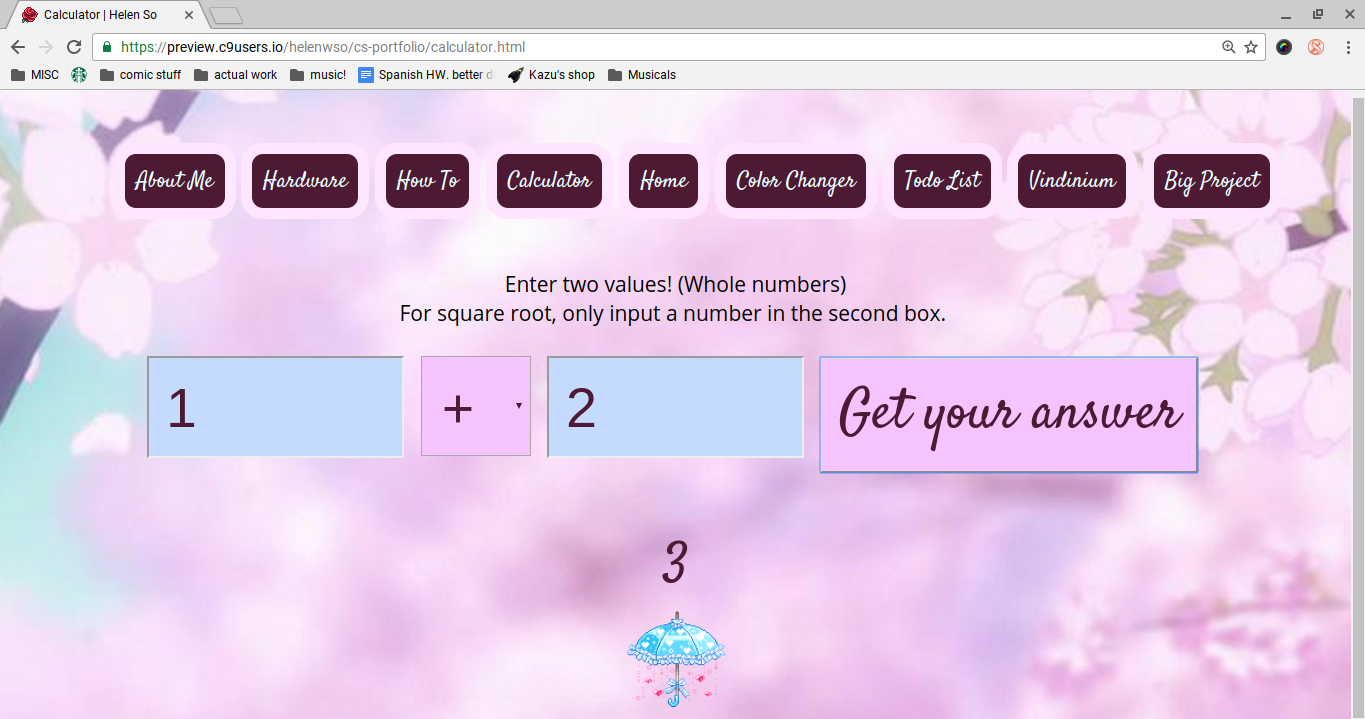 Calculator | Helen So
https://preview.c9users.io/helenwso/cs-portfolio/calculator.html
MISC comic stuff actual work music! Spanish HW. better d Kazu's shop Musicals
About Me Hardware How To Calculator Home Color Changer Todo List Vindinium Big Project
Enter two values! (Whole numbers)
For square root, only input a number in the second box.
1 + 2 Get your answer
3